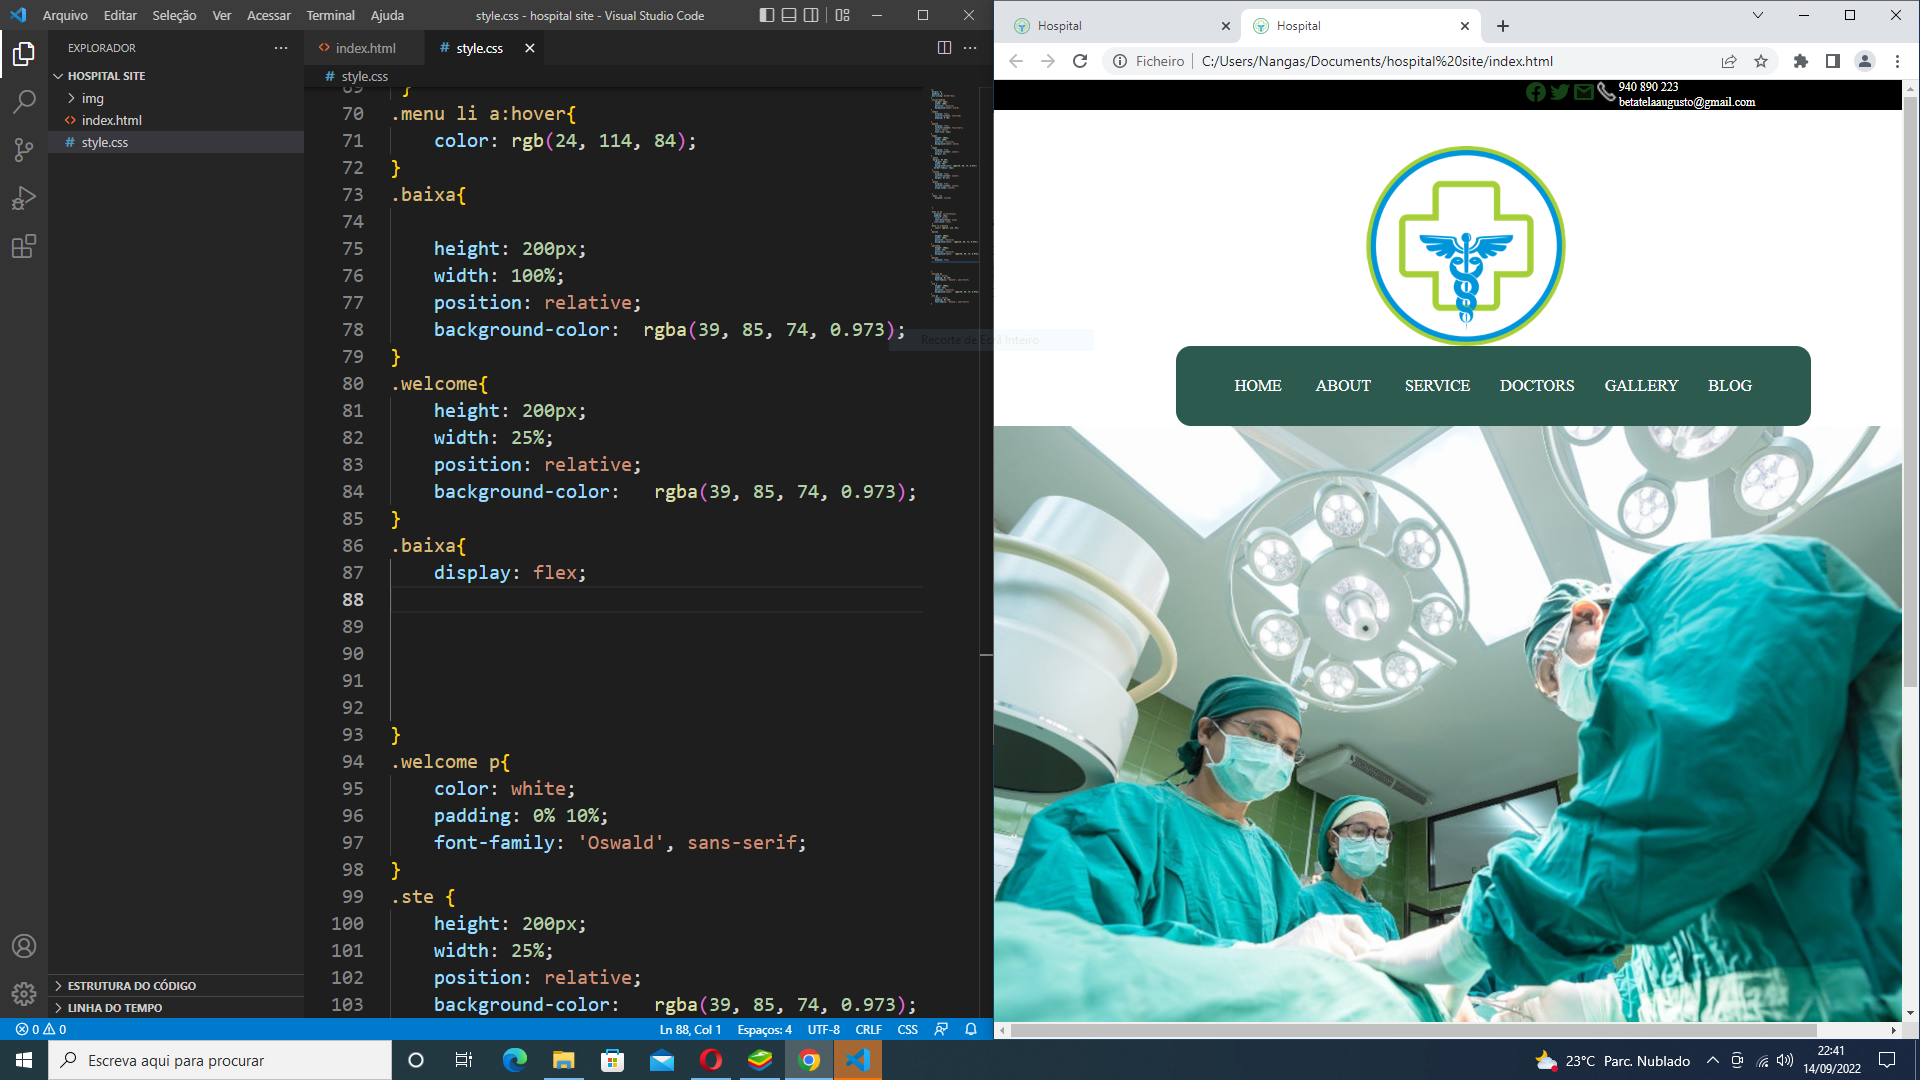 Arquivo Editar Seleção Ver Acessar Terminal Ajuda
style.css - hospital site - Visual Studio Code
EXPLORADOR
HOSPITAL SITE
img
index.html
style.css
index.html
style.css
style.css
69 }
70 .menu li a:hover{
71 color: rgb(24, 114, 84);
72 }
73 .baixa{
74
75 height: 200px;
76 width: 100%;
77 position: relative;
78 background-color: rgba(39, 85, 74, 0.973);
79 }
80 .welcome{
81 height: 200px;
82 width: 25%;
83 position: relative;
84 background-color: rgba(39, 85, 74, 0.973);
85 }
86 .baixa{
87 display: flex;
88
89
90
91
92
93 }
94 .welcome p{
95 color: white;
96 padding: 0% 10%;
97 font-family: 'Oswald', sans-serif;
98 }
99 .ste {
100 height: 200px;
101 width: 25%;
102 position: relative;
103 background-color: rgba(39, 85, 74, 0.973);
ESTRUTURA DO CÓDIGO
LINHA DO TEMPO
0 0
Ln 88, Col 1 Espaços: 4 UTF-8 CRLF CSS
Recorte de Ecrã Inteiro
Hospital
Hospital
Ficheiro C:/Users/Nangas/Documents/hospital%20site/index.html
940 890 223
betatelaaugusto@gmail.com
HOME ABOUT SERVICE DOCTORS GALLERY BLOG
Escreva aqui para procurar
23°C Parc. Nublado
22:41
14/09/2022